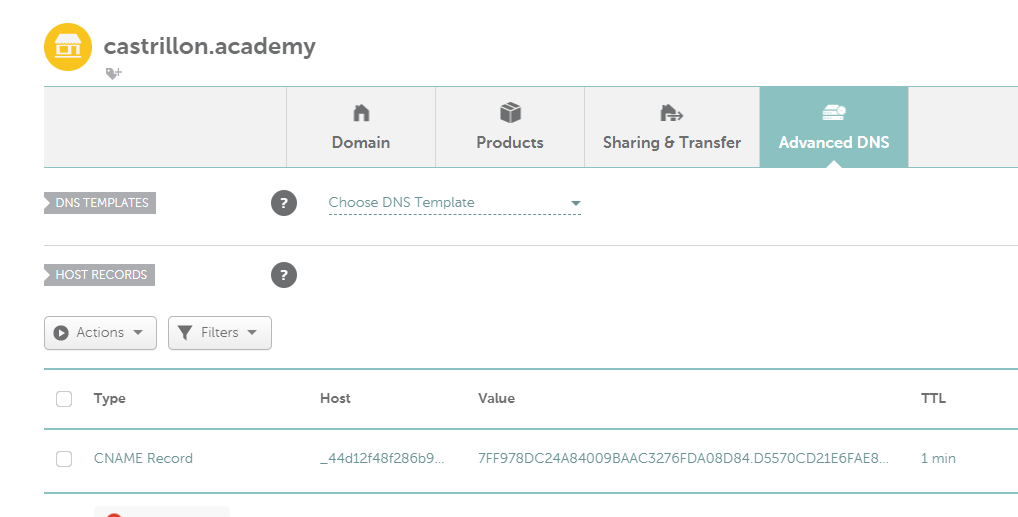 castrillon.academy
Domain
Products
Sharing & Transfer
Advanced DNS
DNS TEMPLATES
?
Choose DNS Template
HOST RECORDS
?
Actions
Filters
Type Host Value TTL
CNAME Record _44d12f48f286b9... 7FF978DC24A84009BAAC3276FDA08D84.D5570CD21E6FAE8... 1 min